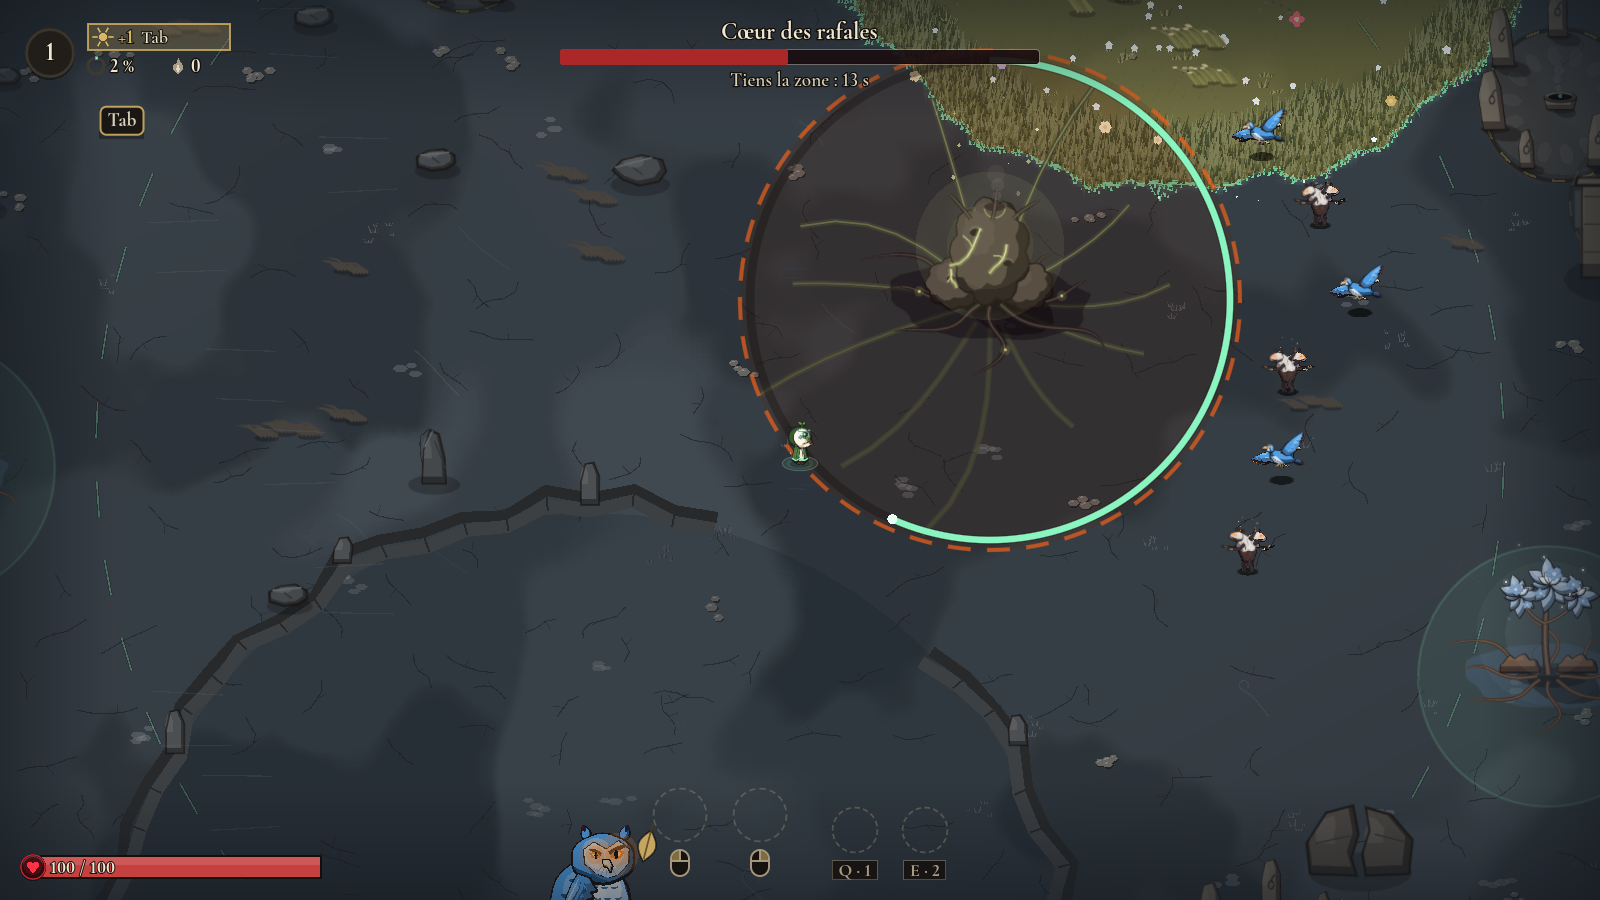 Cœur des rafales
1
+1 Tab
2 %
0
Tiens la zone : 13 s
Tab
100 / 100
Q · 1
E · 2